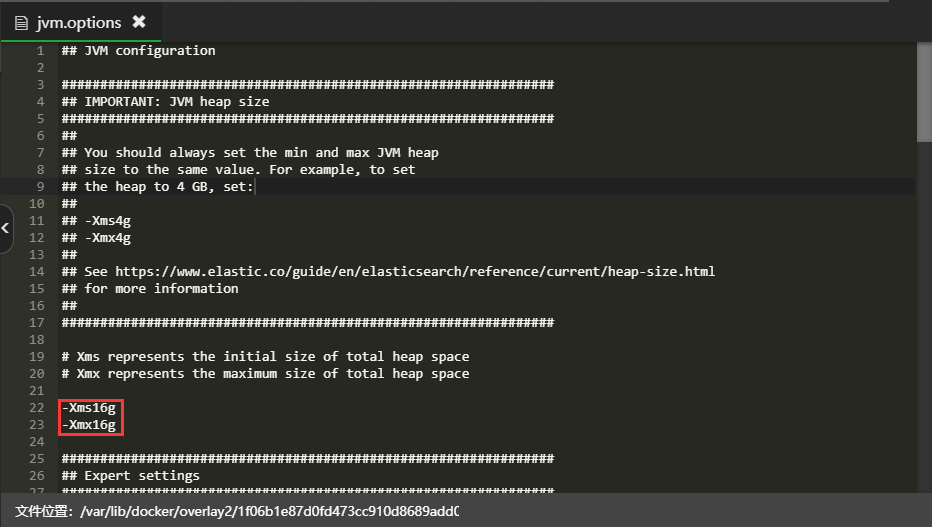 jvm.options
1 ## JVM configuration
2
3 ################################################################
4 ## IMPORTANT: JVM heap size
5 ################################################################
6 ##
7 ## You should always set the min and max JVM heap
8 ## size to the same value. For example, to set
9 ## the heap to 4 GB, set:
10 ##
11 ## -Xms4g
12 ## -Xmx4g
13 ##
14 ## See https://www.elastic.co/guide/en/elasticsearch/reference/current/heap-size.html
15 ## for more information
16 ##
17 ################################################################
18
19 # Xms represents the initial size of total heap space
20 # Xmx represents the maximum size of total heap space
21
22 -Xms16g
23 -Xmx16g
24
25 ################################################################
26 ## Expert settings
27 ################################################################
文件位置：/var/lib/docker/overlay2/1f06b1e87d0fd473cc910d8689add